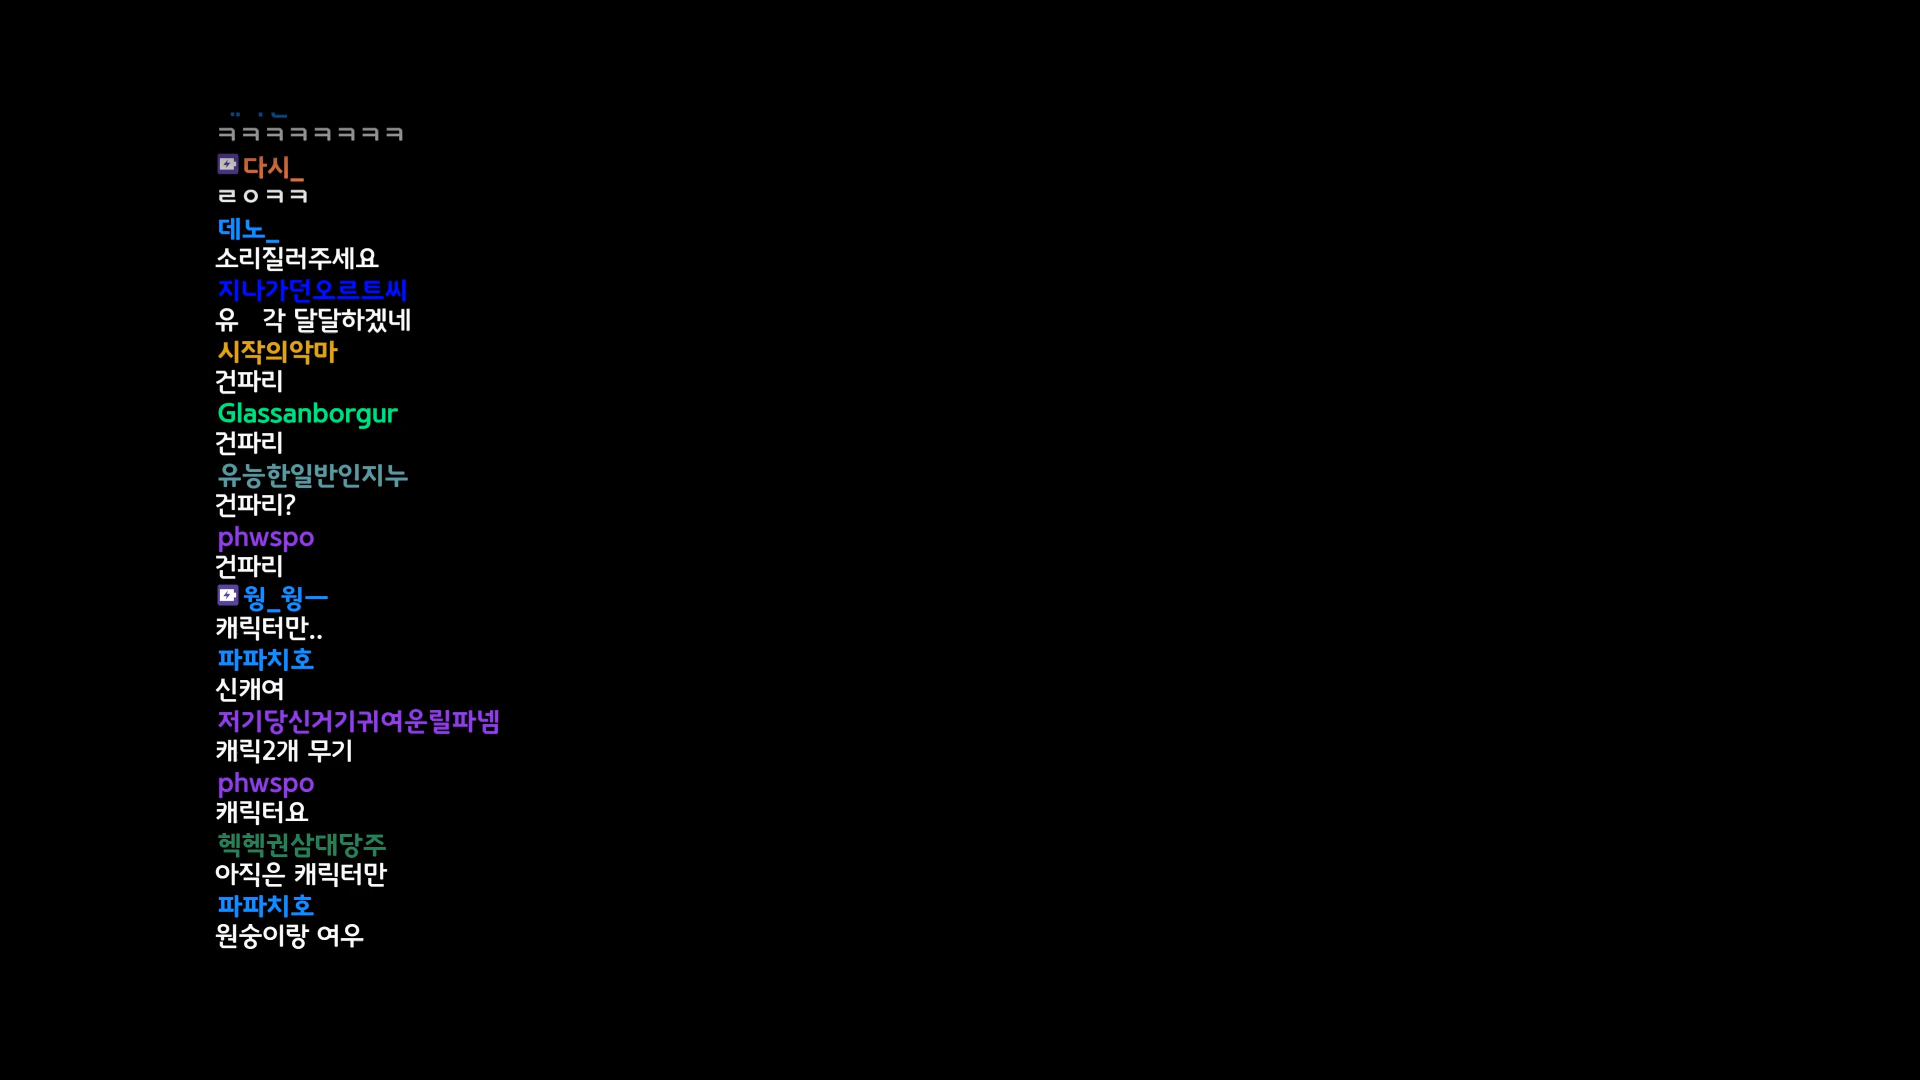 ㅋㅋㅋㅋㅋㅋㅋㅋ
다시_
ㄹㅇㅋㅋ
데노_
소리질러주세요
지나가던오르트씨
유 각 달달하겠네
시작의악마
건파리
Glassanborgur
건파리
유능한일반인지누
건파리?
phwspo
건파리
웡_웡ㅡ
캐릭터만..
파파치호
신캐여
저기당신거기귀여운릴파넴
캐릭2개 무기
phwspo
캐릭터요
헥헥권삼대당주
아직은 캐릭터만
파파치호
원숭이랑 여우